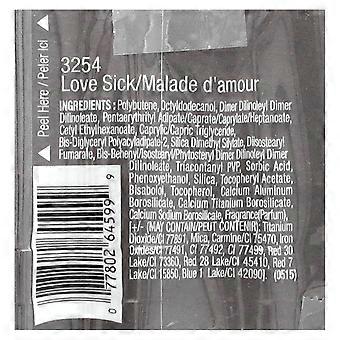 Peel Here / Peler Ici
3254
Love Sick/Malade d'amour
INGREDIENTS: Polybutene, Octyldodecanol, Dimer Dilinoleyl Dimer
Dilinoleate, Pentaerythrityl Adipate/Caprate/Caprylate/Heptanoate,
Cetyl Ethylhexanoate, Caprylic/Capric Triglyceride,
Bis-Diglyceryl Polyacyladipate-2, Silica Dimethyl Silylate, Diisostearyl
Fumarate, Bis-Behenyl/Isostearyl/Phytosteryl Dimer Dilinoleyl Dimer
Dilinoleate, Triacontanyl PVP, Sorbic Acid,
Phenoxyethanol, Silica, Tocopheryl Acetate,
Bisabolol, Tocopherol, Calcium Aluminum
Borosilicate, Calcium Titanium Borosilicate,
Calcium Sodium Borosilicate, Fragrance(Parfum),
[+/- (MAY CONTAIN/PEUT CONTENIR): Titanium
Dioxide/CI 77891, Mica, Carmine/CI 75470, Iron
Oxides/CI 77491, CI 77492, CI 77499, Red 30
Lake/CI 73360, Red 28 Lake/CI 45410, Red 7
Lake/CI 15850, Blue 1 Lake/CI 42090]. (0515)
0 77802 64599 9